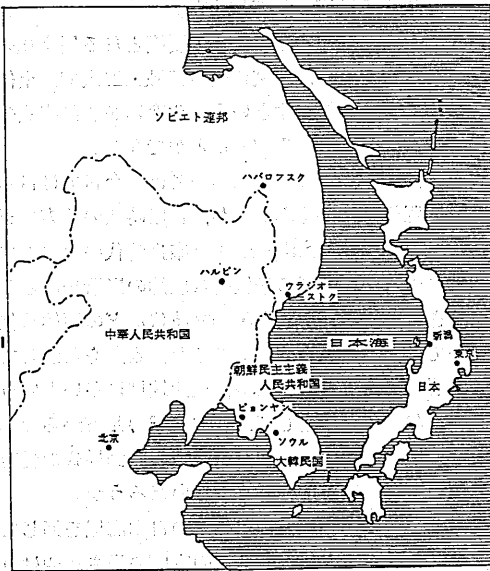 ソビエト連邦
ハバロフスク
ハルピン
ウラジオ
ストク
中華人民共和国
日本海
新潟
東京
朝鮮民主主義
人民共和国
日本
ピョンヤン
北京
ソウル
大韓民国